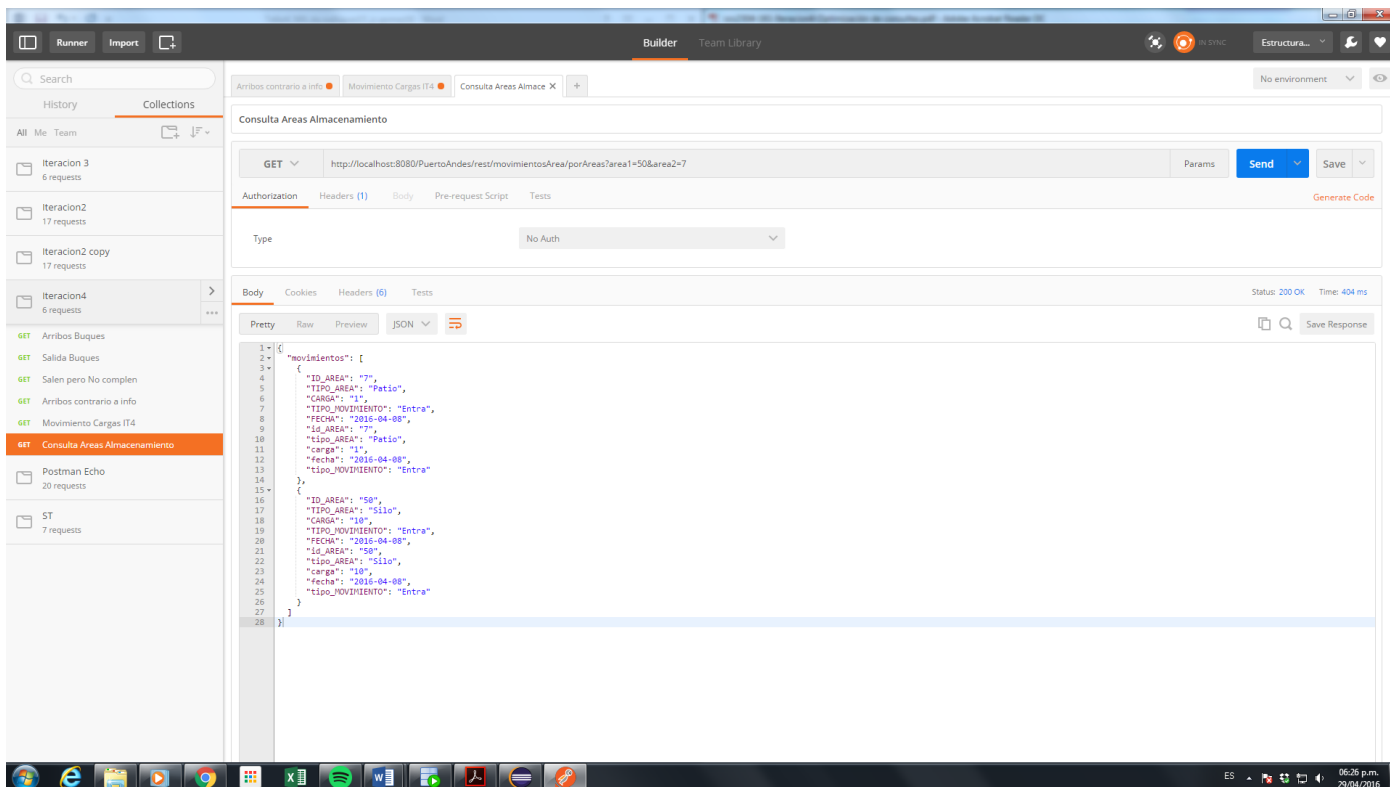 Runner Import Builder Team Library IN SYNC Estructura...
Search
History Collections
All Me Team
Iteracion 3
6 requests
Iteracion2
17 requests
Iteracion2 copy
17 requests
Iteracion4
6 requests
GET Arribos Buques
GET Salida Buques
GET Salen pero No complen
GET Arribos contrario a info
GET Movimiento Cargas IT4
GET Consulta Areas Almacenamiento
Postman Echo
20 requests
ST
7 requests
Arribos contrario a info Movimiento Cargas IT4 Consulta Areas Almace X + No environment
Consulta Areas Almacenamiento
GET http://localhost:8080/PuertoAndes/rest/movimientosArea/porAreas?area1=50&area2=7 Params Send Save
Authorization Headers (1) Body Pre-request Script Tests Generate Code
Type No Auth
Body Cookies Headers (6) Tests Status: 200 OK Time: 404 ms
Pretty Raw Preview JSON Save Response
1 {
2 "movimientos": [
3 {
4 "ID_AREA": "7",
5 "TIPO_AREA": "Patio",
6 "CARGA": "1",
7 "TIPO_MOVIMIENTO": "Entra",
8 "FECHA": "2016-04-08",
9 "id_AREA": "7",
10 "tipo_AREA": "Patio",
11 "carga": "1",
12 "fecha": "2016-04-08",
13 "tipo_MOVIMIENTO": "Entra"
14 },
15 {
16 "ID_AREA": "50",
17 "TIPO_AREA": "Silo",
18 "CARGA": "10",
19 "TIPO_MOVIMIENTO": "Entra",
20 "FECHA": "2016-04-08",
21 "id_AREA": "50",
22 "tipo_AREA": "Silo",
23 "carga": "10",
24 "fecha": "2016-04-08",
25 "tipo_MOVIMIENTO": "Entra"
26 }
27 ]
28 }
ES 06:26 p.m.
29/04/2016